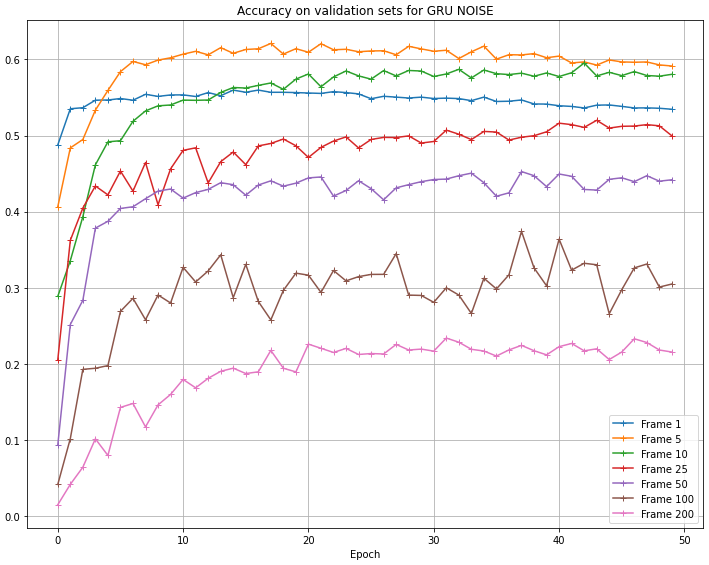 Accuracy on validation sets for GRU NOISE
0.6
0.5
0.4
0.3
0.2
0.1
0.0
0
10
20
30
40
50
Epoch
Frame 1
Frame 5
Frame 10
Frame 25
Frame 50
Frame 100
Frame 200